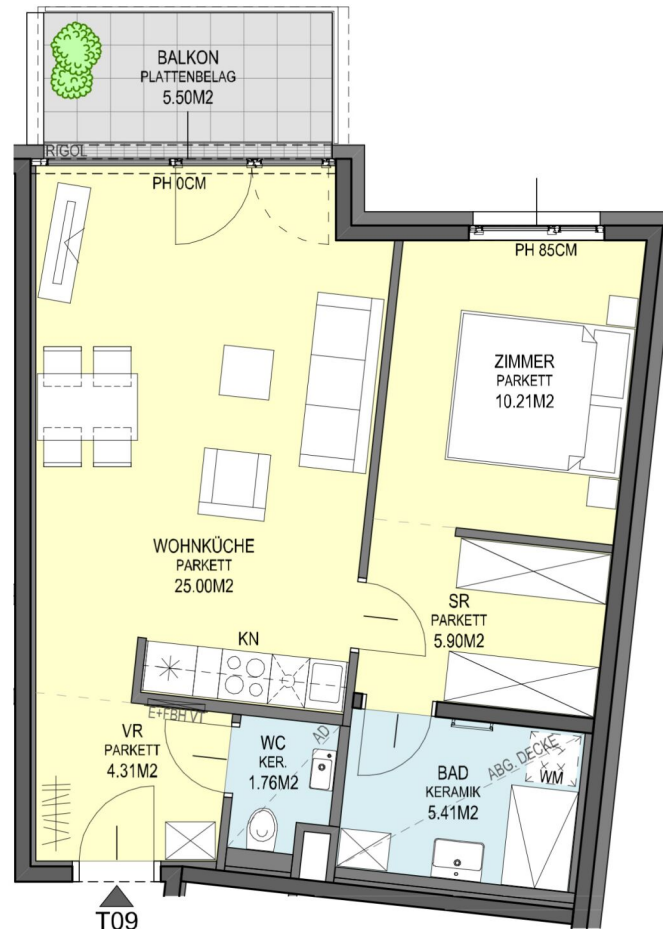 BALKON
PLATTENBELAG
5.50M2
RIGOL
PH 0CM
PH 85CM
ZIMMER
PARKETT
10.21M2
WOHNKÜCHE
PARKETT
25.00M2
SR
PARKETT
5.90M2
KN
E+FBH VT
VR
PARKETT
4.31M2
WC
KER.
1.76M2
AD
BAD
KERAMIK
5.41M2
ABG. DECKE
WM
T09